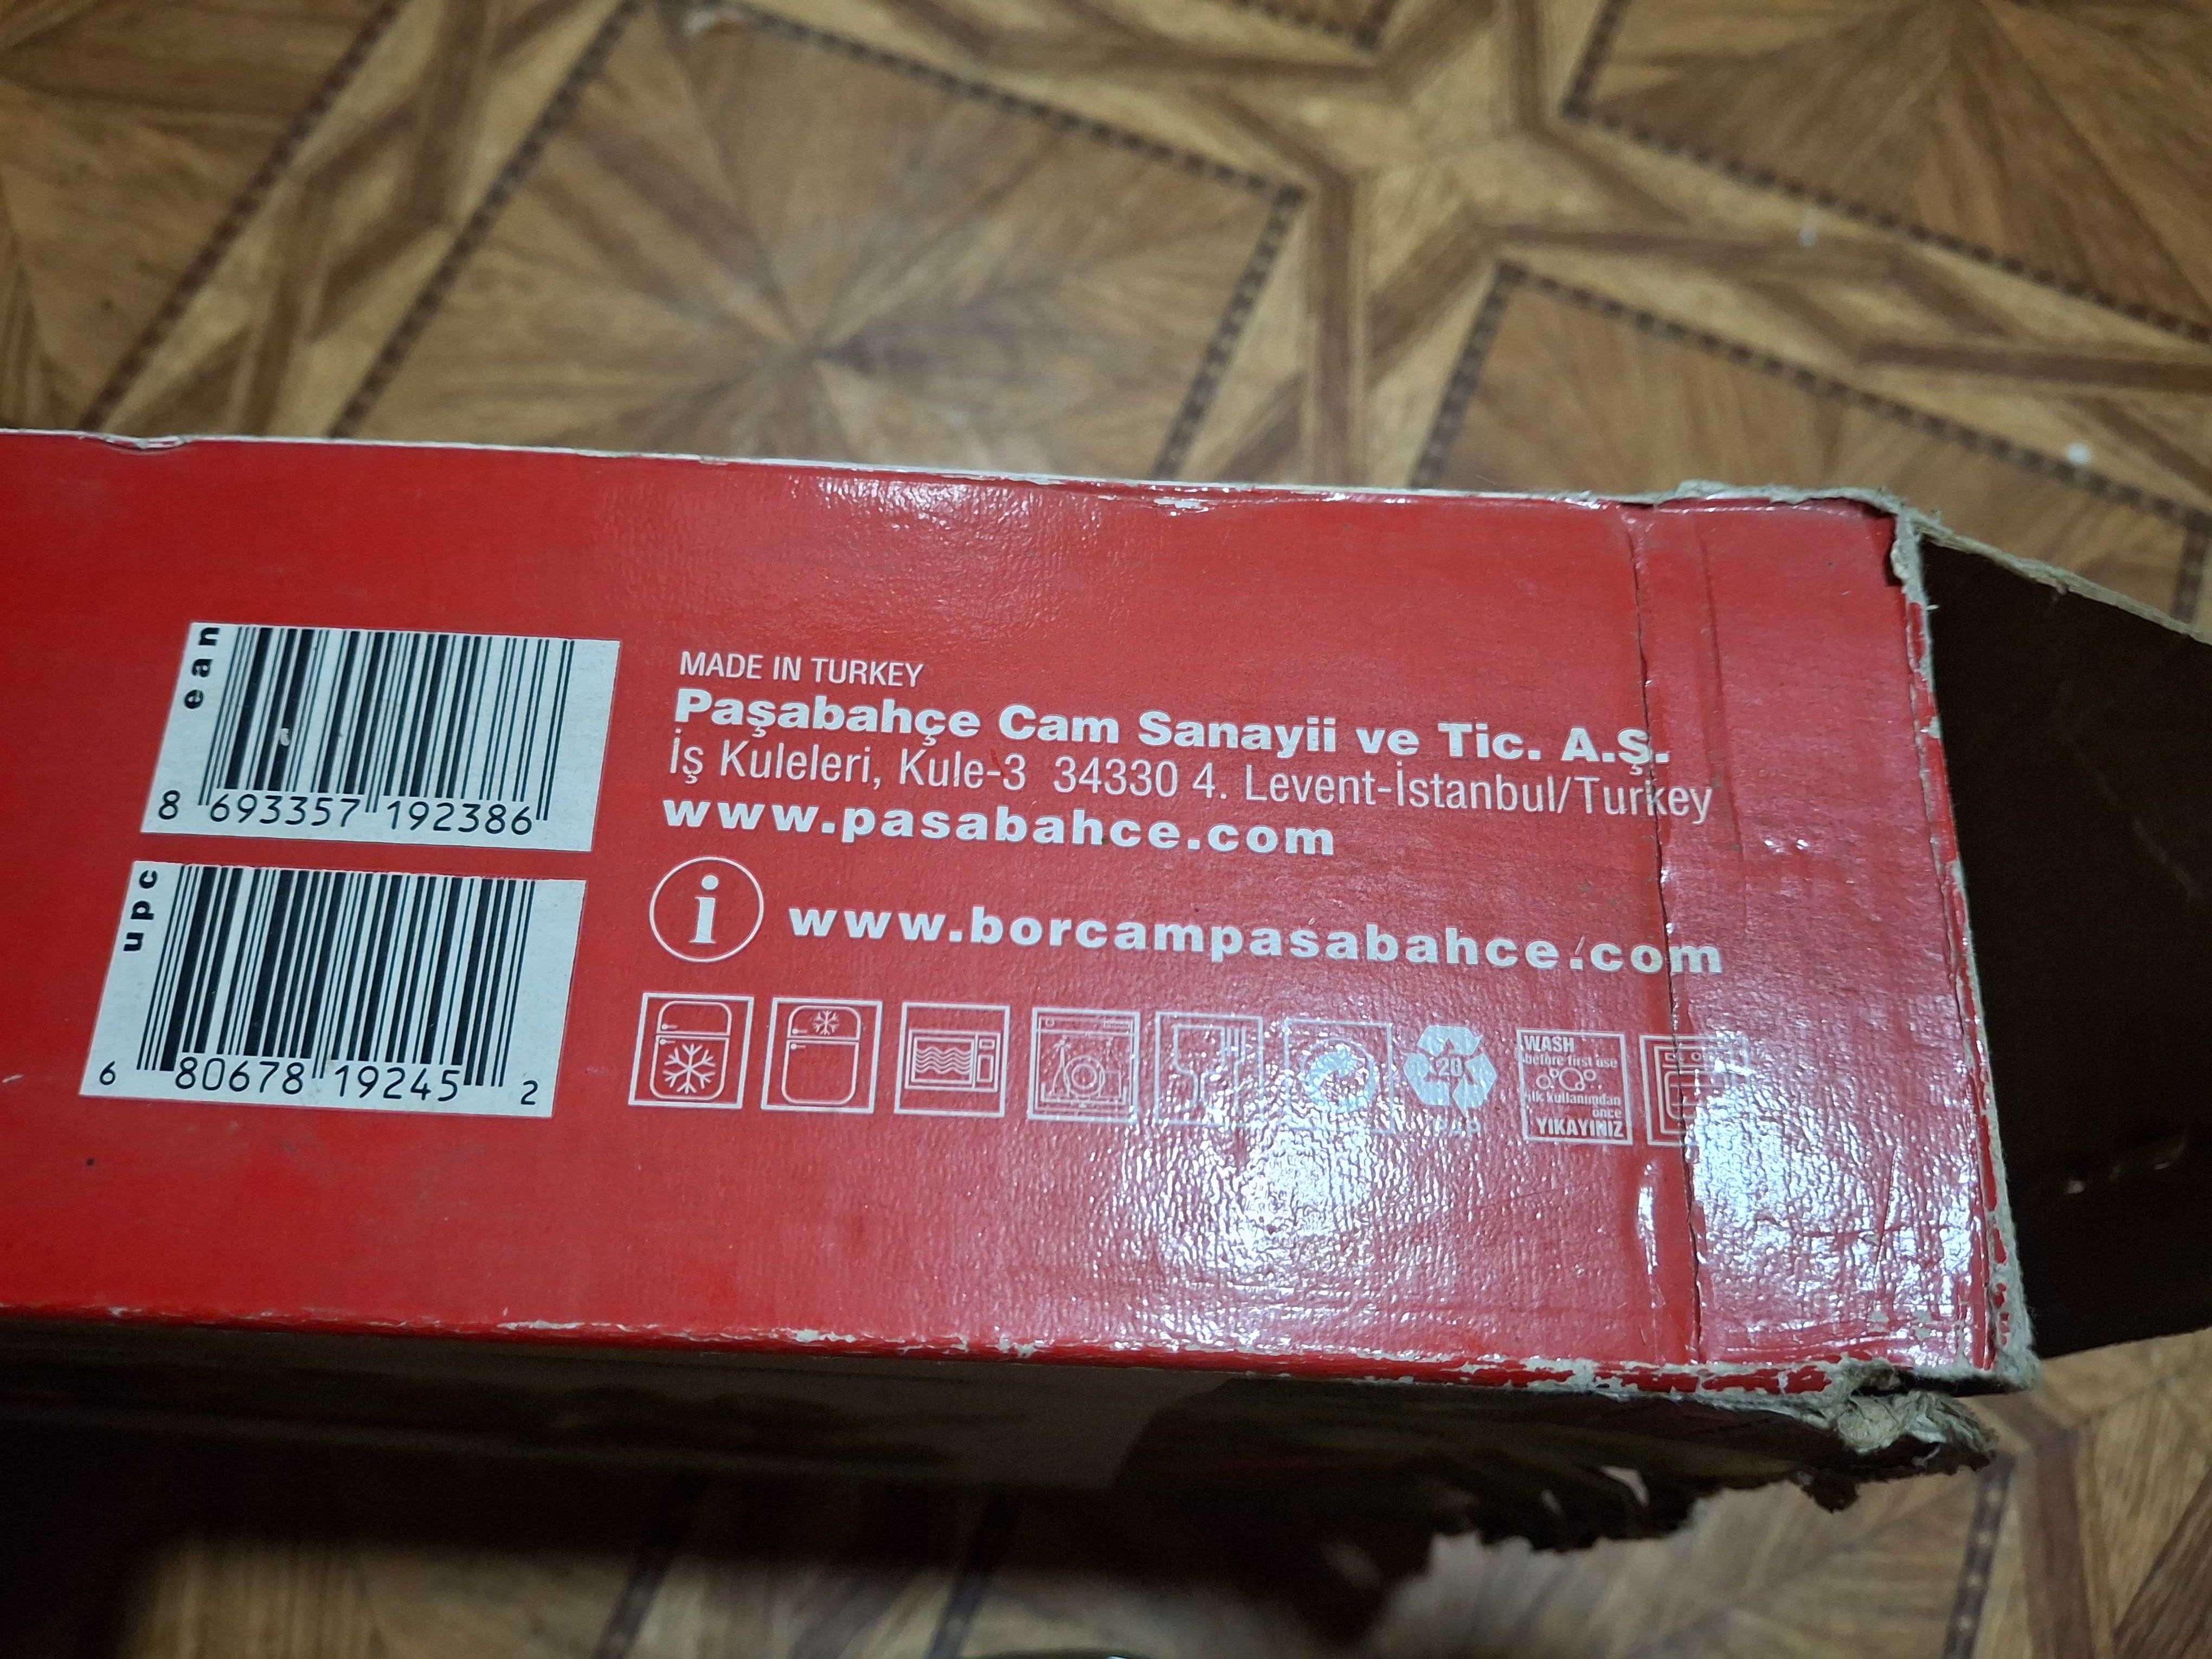 ean
8 693357 192386
upc
6 80678 19245 2
MADE IN TURKEY
Paşabahçe Cam Sanayii ve Tic. A.Ş.
İş Kuleleri, Kule-3 34330 4. Levent-İstanbul/Turkey
www.pasabahce.com
i www.borcampasabahce.com
20
PAP
WASH
before first use
ilk kullanımdan
önce
YIKAYINIZ